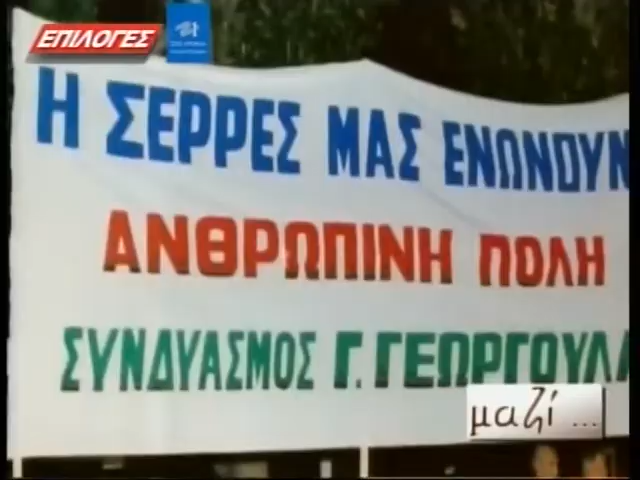 ΕΠΙΛΟΓΕΣ
Η ΣΕΡΡΕΣ ΜΑΣ ΕΝΩΝΟΥΝ
ΑΝΘΡΩΠΙΝΗ ΠΟΛΗ
ΣΥΝΔΥΑΣΜΟΣ Γ. ΓΕΩΡΓΟΥΛΑ
μαζί ...